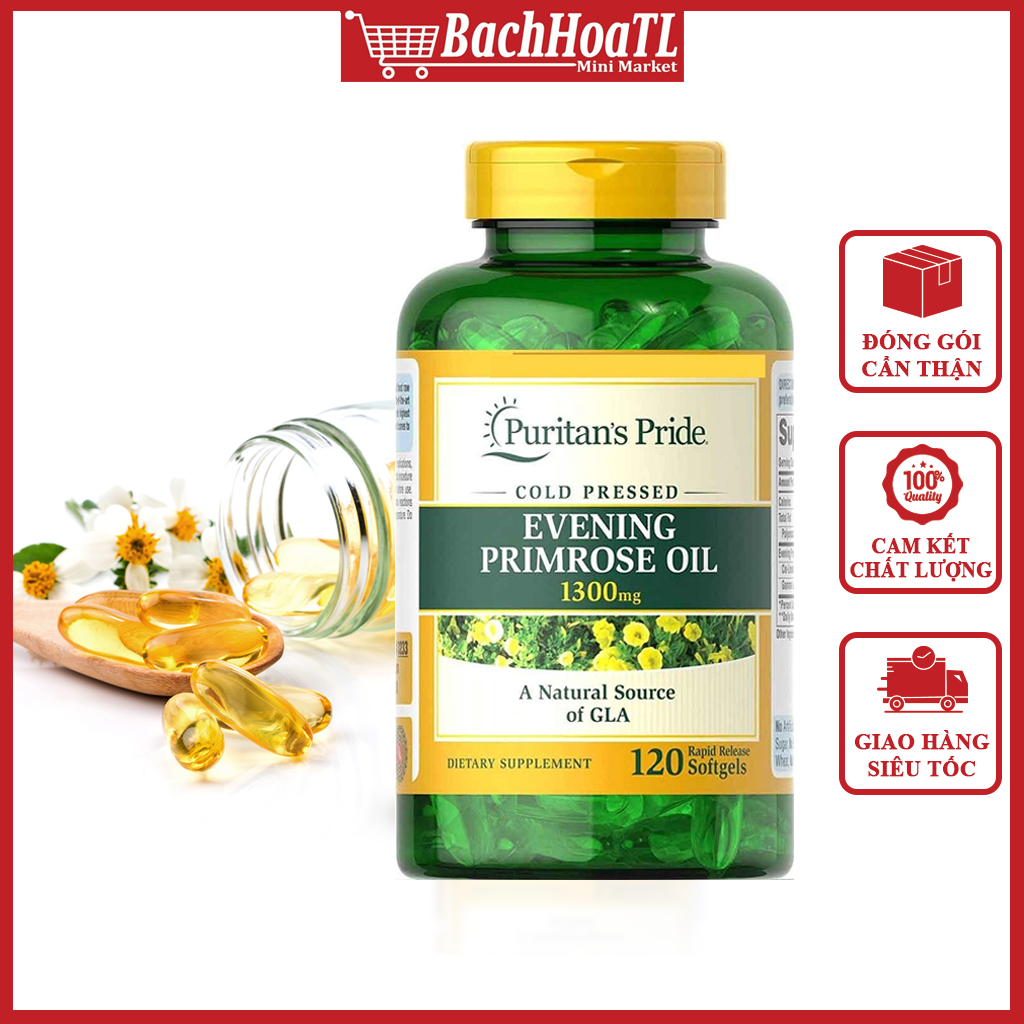 BachHoaTL
Mini Market
Puritan's Pride®
COLD PRESSED
EVENING
PRIMROSE OIL
1300mg
A Natural Source
of GLA
DIETARY SUPPLEMENT
120 Rapid Release
Softgels
ĐÓNG GÓI
CẨN THẬN
100%
Quality
CAM KẾT
CHẤT LƯỢNG
GIAO HÀNG
SIÊU TỐC